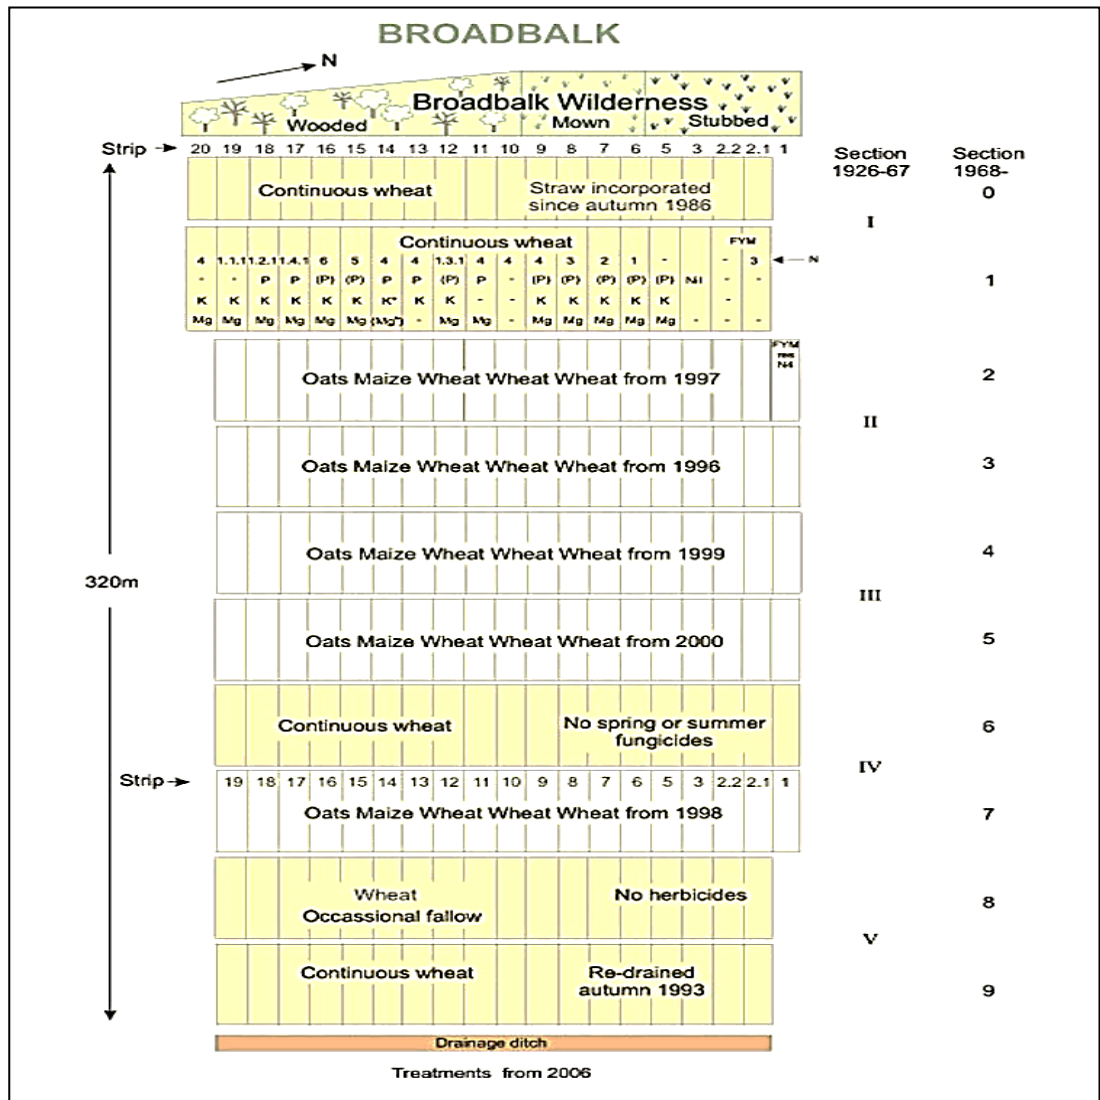 BROADBALK
N
Broadbalk Wilderness
Wooded
Mown
Stubbed
Strip
20 19 18 17 16 15 14 13 12 11 10 9 8 7 6 5 3 2.2 2.1 1
Section
1926-67
Section
1968-
Continuous wheat
Straw incorporated
since autumn 1986
0
I
Continuous wheat
FYM
4 1.1.1 1.2.1 1.4.1 6 5 4 4 1.3.1 4 4 4 3 2 1 - - 3
N
- - P P (P) (P) P P (P) P - (P) (P) (P) (P) (P) Nil - -
1
K K K K K K K* K K - - K K K K K - -
Mg Mg Mg Mg Mg Mg (Mg*) - Mg Mg - Mg Mg Mg Mg Mg - - -
FYM
res
N4
Oats Maize Wheat Wheat Wheat from 1997
2
II
Oats Maize Wheat Wheat Wheat from 1996
3
Oats Maize Wheat Wheat Wheat from 1999
4
320m
III
Oats Maize Wheat Wheat Wheat from 2000
5
Continuous wheat
No spring or summer
fungicides
6
IV
Strip
19 18 17 16 15 14 13 12 11 10 9 8 7 6 5 3 2.2 2.1 1
Oats Maize Wheat Wheat Wheat from 1998
7
Wheat
Occassional fallow
No herbicides
8
V
Continuous wheat
Re-drained
autumn 1993
9
Drainage ditch
Treatments from 2006